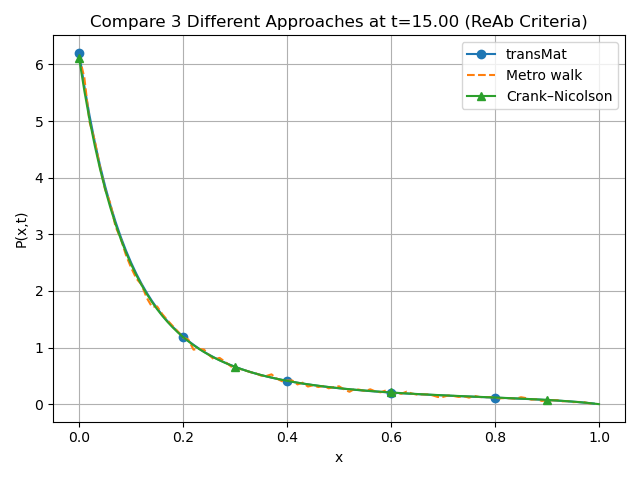 Compare 3 Different Approaches at t=15.00 (ReAb Criteria)
transMat
Metro walk
Crank–Nicolson
P(x,t)
6
5
4
3
2
1
0
0.0 0.2 0.4 0.6 0.8 1.0
x